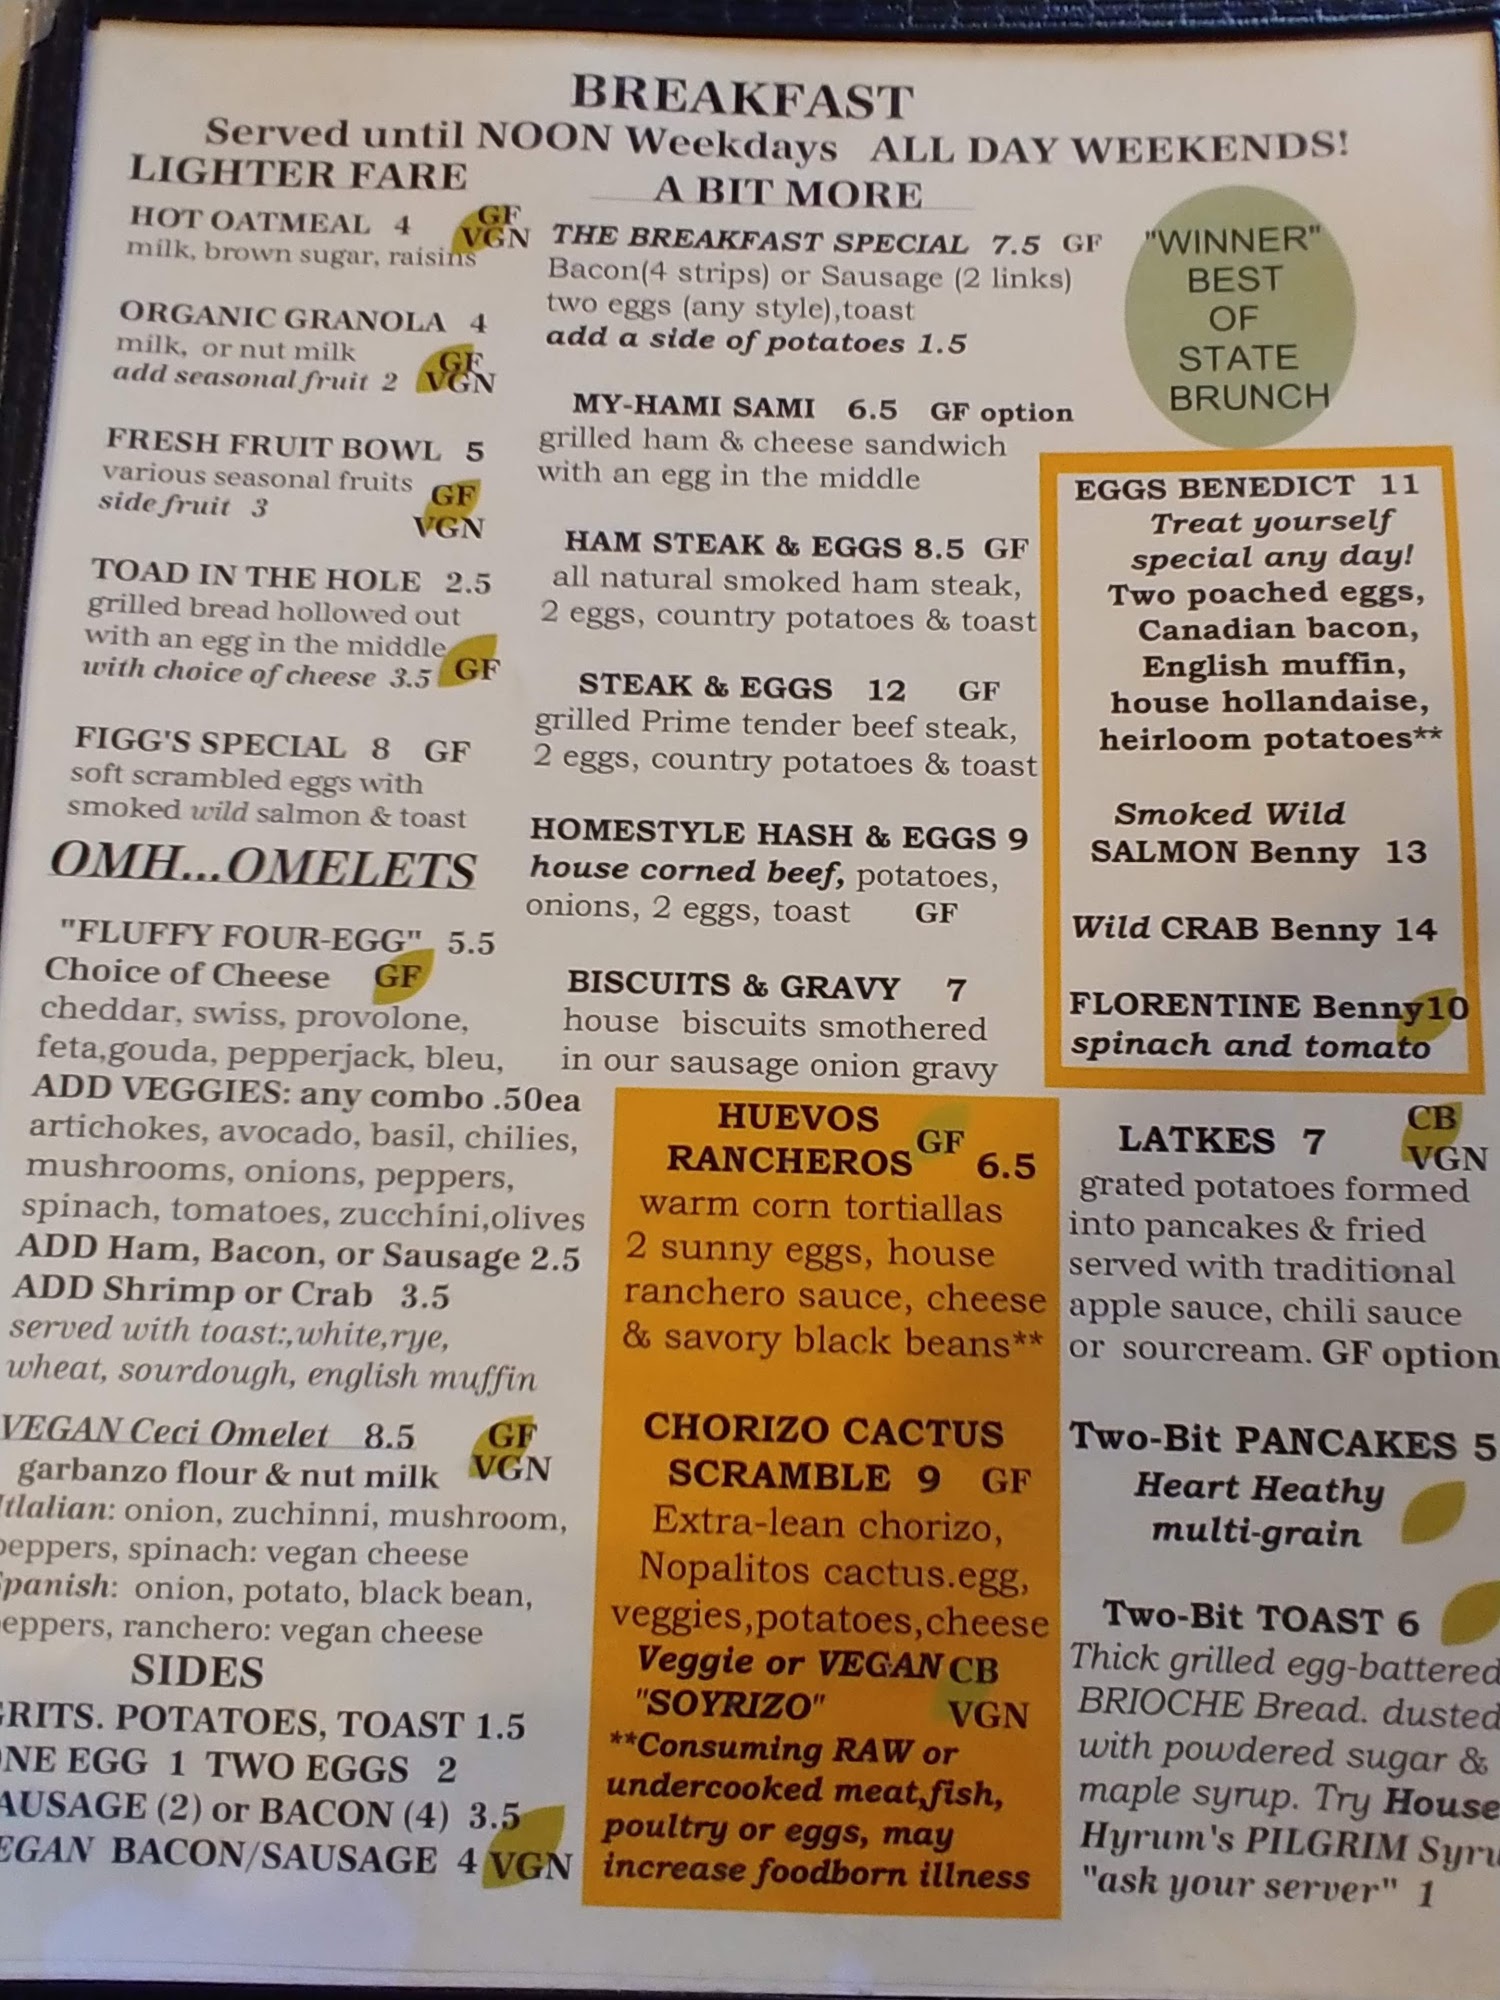 BREAKFAST
Served until NOON Weekdays ALL DAY WEEKENDS!
LIGHTER FARE
HOT OATMEAL 4 GF
VGN
milk, brown sugar, raisins
ORGANIC GRANOLA 4
milk, or nut milk GF
add seasonal fruit 2 VGN
FRESH FRUIT BOWL 5
various seasonal fruits GF
side fruit 3 VGN
TOAD IN THE HOLE 2.5
grilled bread hollowed out
with an egg in the middle
with choice of cheese 3.5 GF
FIGG'S SPECIAL 8 GF
soft scrambled eggs with
smoked wild salmon & toast
OMH...OMELETS
"FLUFFY FOUR-EGG" 5.5
Choice of Cheese GF
cheddar, swiss, provolone,
feta,gouda, pepperjack, bleu,
ADD VEGGIES: any combo .50ea
artichokes, avocado, basil, chilies,
mushrooms, onions, peppers,
spinach, tomatoes, zucchini,olives
ADD Ham, Bacon, or Sausage 2.5
ADD Shrimp or Crab 3.5
served with toast:,white,rye,
wheat, sourdough, english muffin
VEGAN Ceci Omelet 8.5 GF
garbanzo flour & nut milk VGN
Itlalian: onion, zuchinni, mushroom,
peppers, spinach: vegan cheese
Spanish: onion, potato, black bean,
peppers, ranchero: vegan cheese
SIDES
GRITS. POTATOES, TOAST 1.5
ONE EGG 1 TWO EGGS 2
SAUSAGE (2) or BACON (4) 3.5
VEGAN BACON/SAUSAGE 4 VGN
A BIT MORE
THE BREAKFAST SPECIAL 7.5 GF
Bacon(4 strips) or Sausage (2 links)
two eggs (any style),toast
add a side of potatoes 1.5
MY-HAMI SAMI 6.5 GF option
grilled ham & cheese sandwich
with an egg in the middle
HAM STEAK & EGGS 8.5 GF
all natural smoked ham steak,
2 eggs, country potatoes & toast
STEAK & EGGS 12 GF
grilled Prime tender beef steak,
2 eggs, country potatoes & toast
HOMESTYLE HASH & EGGS 9
house corned beef, potatoes,
onions, 2 eggs, toast GF
BISCUITS & GRAVY 7
house biscuits smothered
in our sausage onion gravy
HUEVOS
RANCHEROS GF 6.5
warm corn tortiallas
2 sunny eggs, house
ranchero sauce, cheese
& savory black beans**
CHORIZO CACTUS
SCRAMBLE 9 GF
Extra-lean chorizo,
Nopalitos cactus.egg,
veggies,potatoes,cheese
Veggie or VEGAN CB
"SOYRIZO" VGN
**Consuming RAW or
undercooked meat,fish,
poultry or eggs, may
increase foodborn illness
"WINNER"
BEST
OF
STATE
BRUNCH
EGGS BENEDICT 11
Treat yourself
special any day!
Two poached eggs,
Canadian bacon,
English muffin,
house hollandaise,
heirloom potatoes**
Smoked Wild
SALMON Benny 13
Wild CRAB Benny 14
FLORENTINE Benny10
spinach and tomato
LATKES 7 CB
VGN
grated potatoes formed
into pancakes & fried
served with traditional
apple sauce, chili sauce
or sourcream. GF option
Two-Bit PANCAKES 5
Heart Heathy
multi-grain
Two-Bit TOAST 6
Thick grilled egg-battered
BRIOCHE Bread. dusted
with powdered sugar &
maple syrup. Try House
Hyrum's PILGRIM Syru
"ask your server" 1